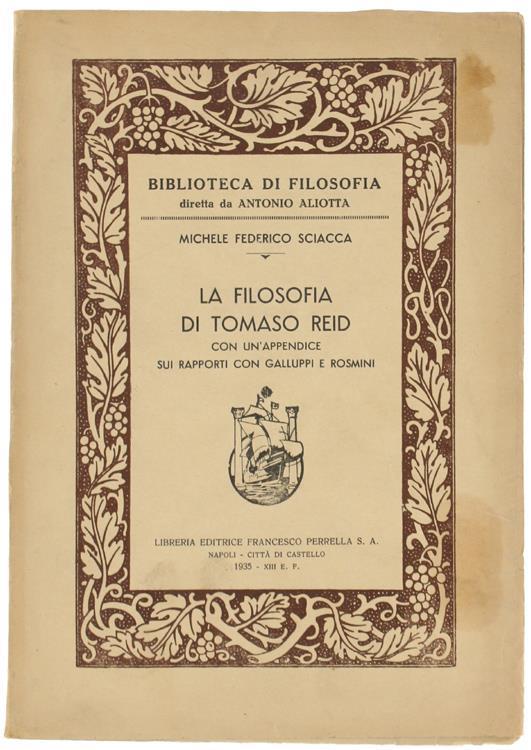 BIBLIOTECA DI FILOSOFIA
diretta da ANTONIO ALIOTTA
MICHELE FEDERICO SCIACCA
LA FILOSOFIA
DI TOMASO REID
CON UN'APPENDICE
SUI RAPPORTI CON GALLUPPI E ROSMINI
LIBRERIA EDITRICE FRANCESCO PERRELLA S. A.
NAPOLI - CITTÀ DI CASTELLO
1935 - XIII E. F.